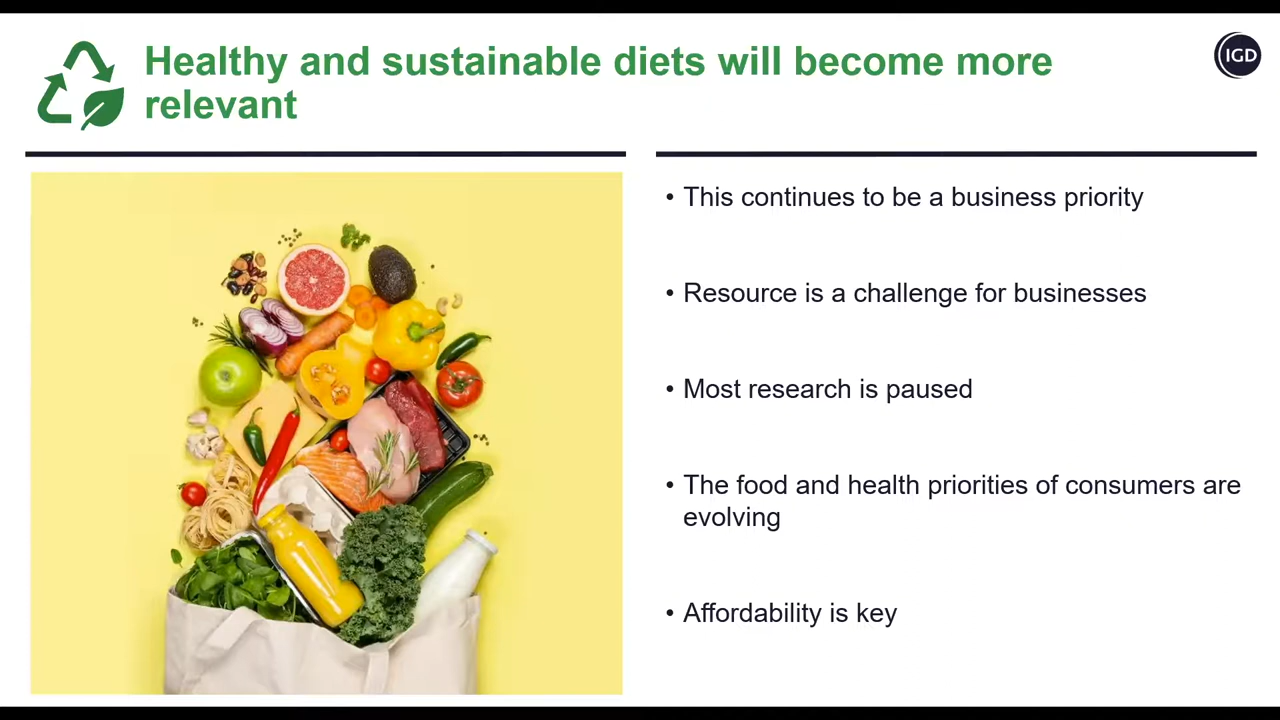 Healthy and sustainable diets will become more
relevant
IGD
• This continues to be a business priority
• Resource is a challenge for businesses
• Most research is paused
• The food and health priorities of consumers are
evolving
• Affordability is key